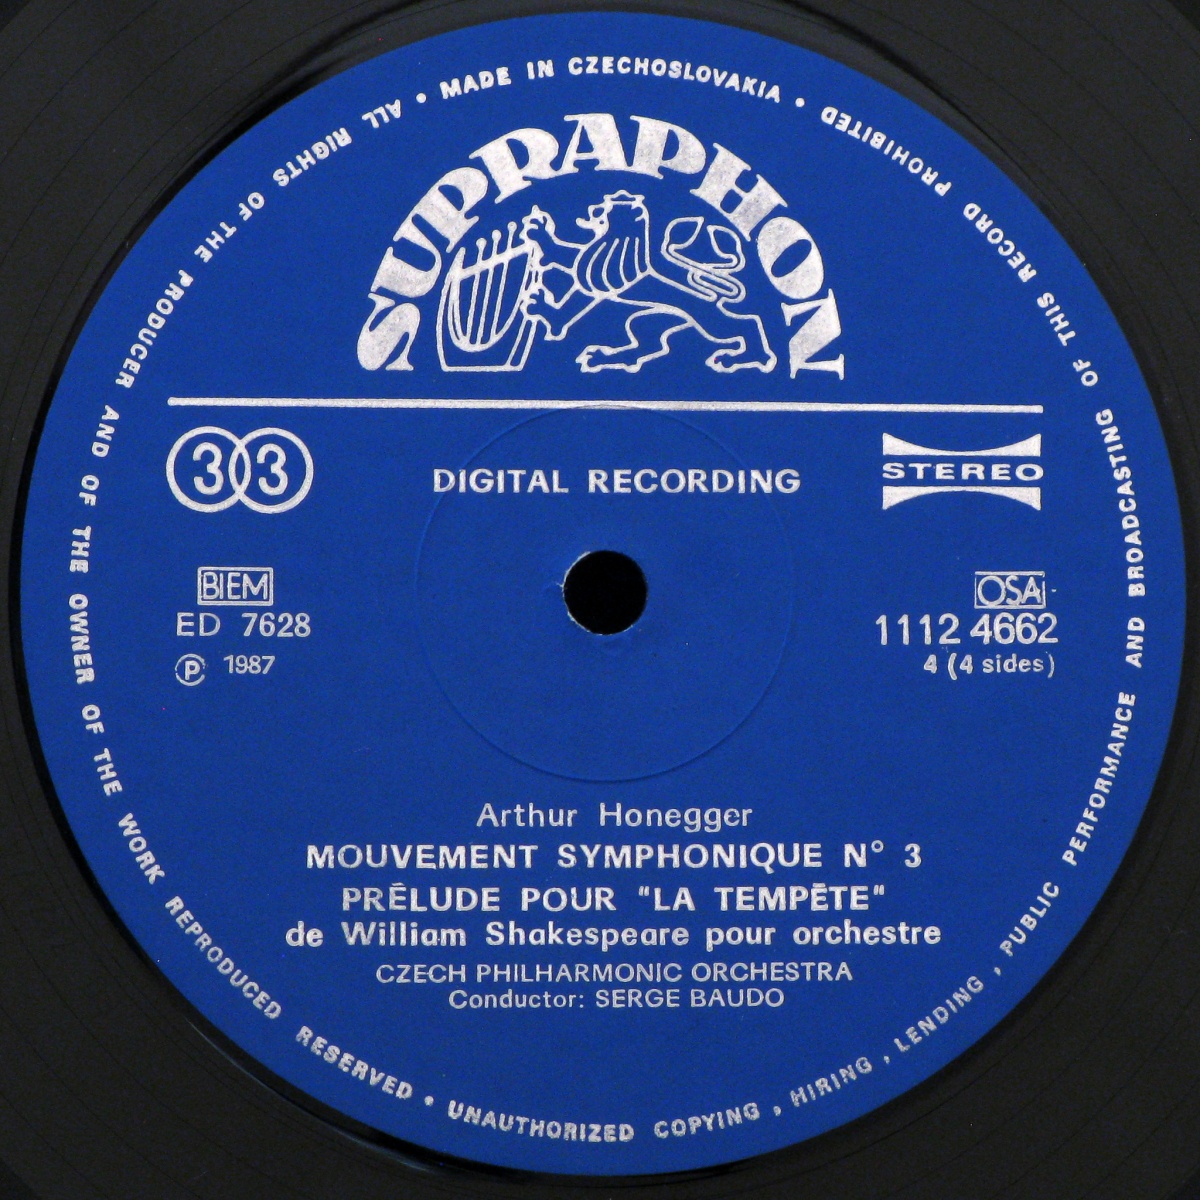 MADE IN CZECHOSLOVAKIA • ALL RIGHTS OF THE PRODUCER AND OF THE OWNER OF THE WORK REPRODUCED RESERVED • UNAUTHORIZED COPYING, HIRING, LENDING, PUBLIC PERFORMANCE AND BROADCASTING OF THIS RECORD PROHIBITED •
SUPRAPHON
33
DIGITAL RECORDING
STEREO
BIEM
ED 7628
℗ 1987
OSA
1112 4662
4 (4 sides)
Arthur Honegger
MOUVEMENT SYMPHONIQUE N° 3
PRĒLUDE POUR "LA TEMPĒTE"
de William Shakespeare pour orchestre
CZECH PHILHARMONIC ORCHESTRA
Conductor: SERGE BAUDO